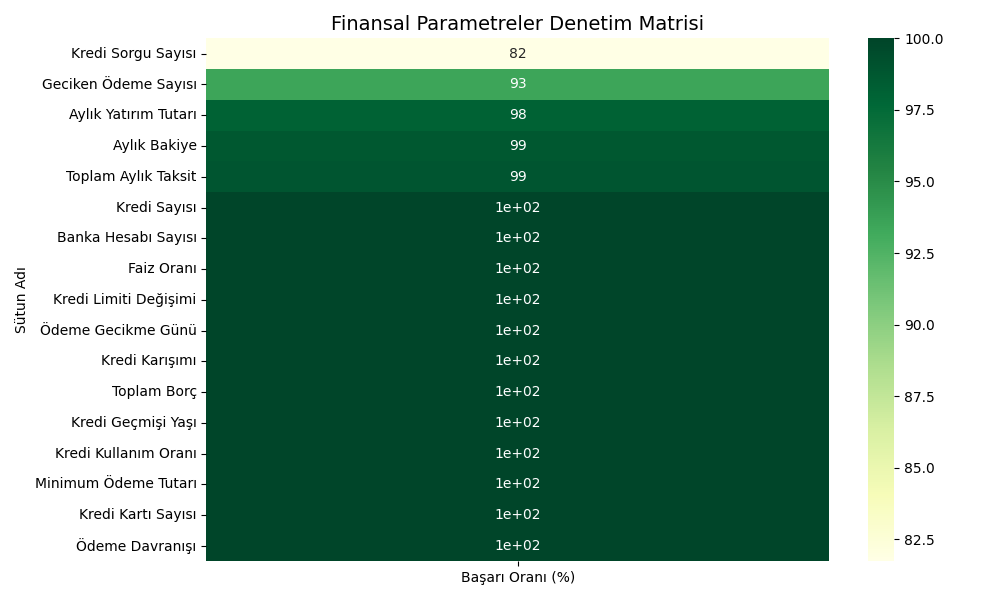 Finansal Parametreler Denetim Matrisi
Sütun Adı
Kredi Sorgu Sayısı 82
Geciken Ödeme Sayısı 93
Aylık Yatırım Tutarı 98
Aylık Bakiye 99
Toplam Aylık Taksit 99
Kredi Sayısı 1e+02
Banka Hesabı Sayısı 1e+02
Faiz Oranı 1e+02
Kredi Limiti Değişimi 1e+02
Ödeme Gecikme Günü 1e+02
Kredi Karışımı 1e+02
Toplam Borç 1e+02
Kredi Geçmişi Yaşı 1e+02
Kredi Kullanım Oranı 1e+02
Minimum Ödeme Tutarı 1e+02
Kredi Kartı Sayısı 1e+02
Ödeme Davranışı 1e+02
Başarı Oranı (%)
100.0
97.5
95.0
92.5
90.0
87.5
85.0
82.5